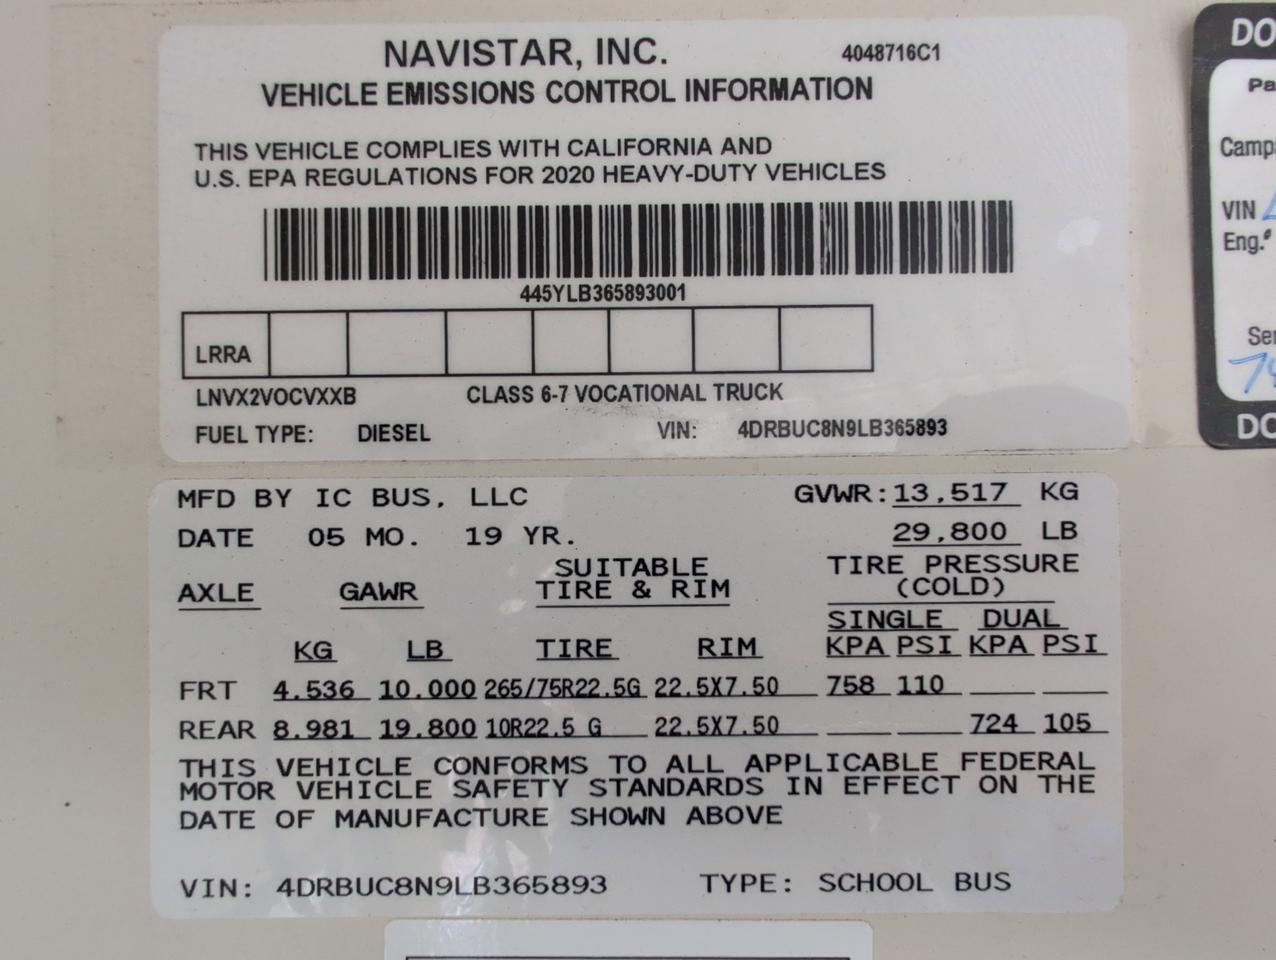 NAVISTAR, INC.
4048716C1
VEHICLE EMISSIONS CONTROL INFORMATION
THIS VEHICLE COMPLIES WITH CALIFORNIA AND
U.S. EPA REGULATIONS FOR 2020 HEAVY-DUTY VEHICLES
445YLB365893001
LRRA
LNVX2VOCVXXB CLASS 6-7 VOCATIONAL TRUCK
FUEL TYPE: DIESEL VIN: 4DRBUC8N9LB365893
MFD BY IC BUS, LLC GVWR: 13,517 KG
DATE 05 MO. 19 YR. 29,800 LB
SUITABLE TIRE PRESSURE
AXLE GAWR TIRE & RIM (COLD)
SINGLE DUAL
KG LB TIRE RIM KPA PSI KPA PSI
FRT 4.536 10.000 265/75R22.5G 22.5X7.50 758 110
REAR 8.981 19.800 10R22.5 G 22.5X7.50 724 105
THIS VEHICLE CONFORMS TO ALL APPLICABLE FEDERAL
MOTOR VEHICLE SAFETY STANDARDS IN EFFECT ON THE
DATE OF MANUFACTURE SHOWN ABOVE
VIN: 4DRBUC8N9LB365893 TYPE: SCHOOL BUS
VIN
Eng.#